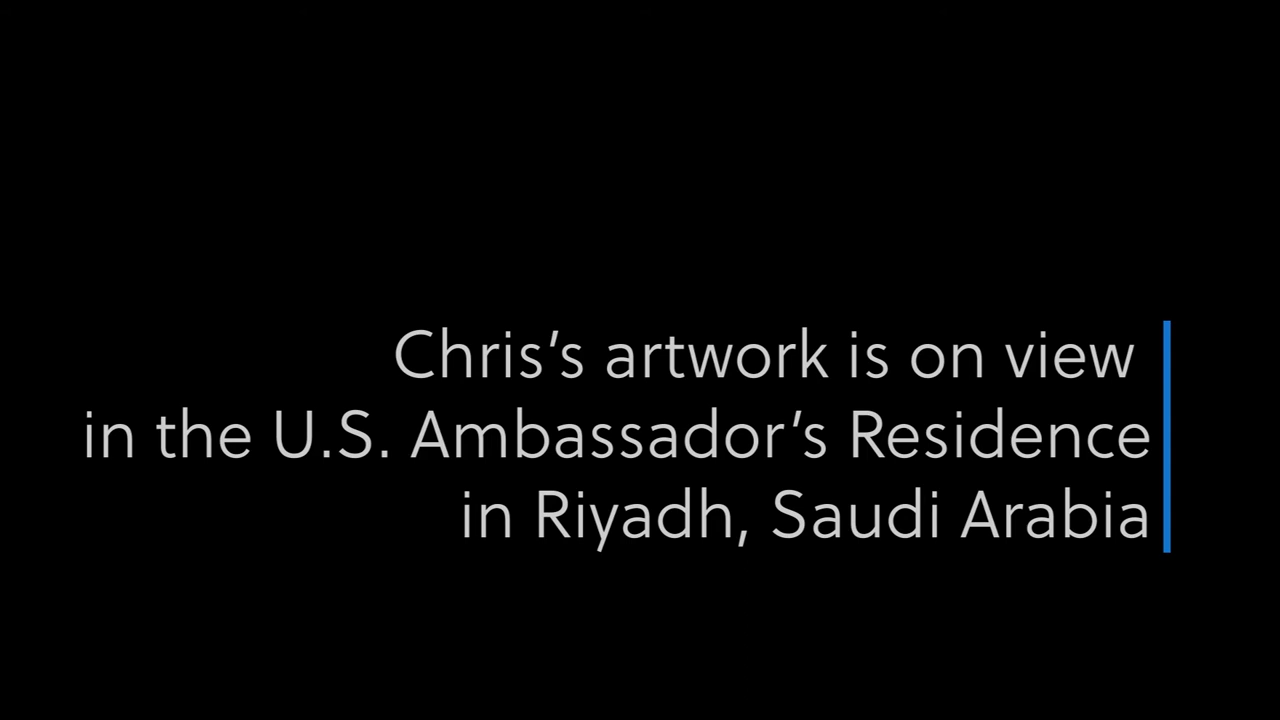 Chris’s artwork is on view
in the U.S. Ambassador’s Residence
in Riyadh, Saudi Arabia